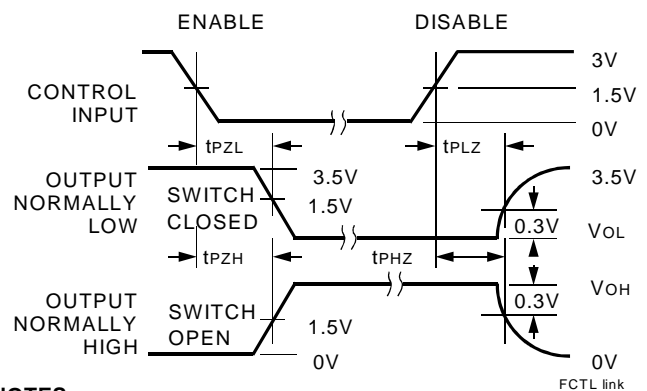 ENABLE DISABLE
CONTROL
INPUT
3V
1.5V
0V
tPZL tPLZ
OUTPUT
NORMALLY
LOW
SWITCH
CLOSED
3.5V
1.5V
3.5V
0.3V VOL
tPZH tPHZ
OUTPUT
NORMALLY
HIGH
SWITCH
OPEN
1.5V
0V
VOH
0.3V
0V
FCTL link